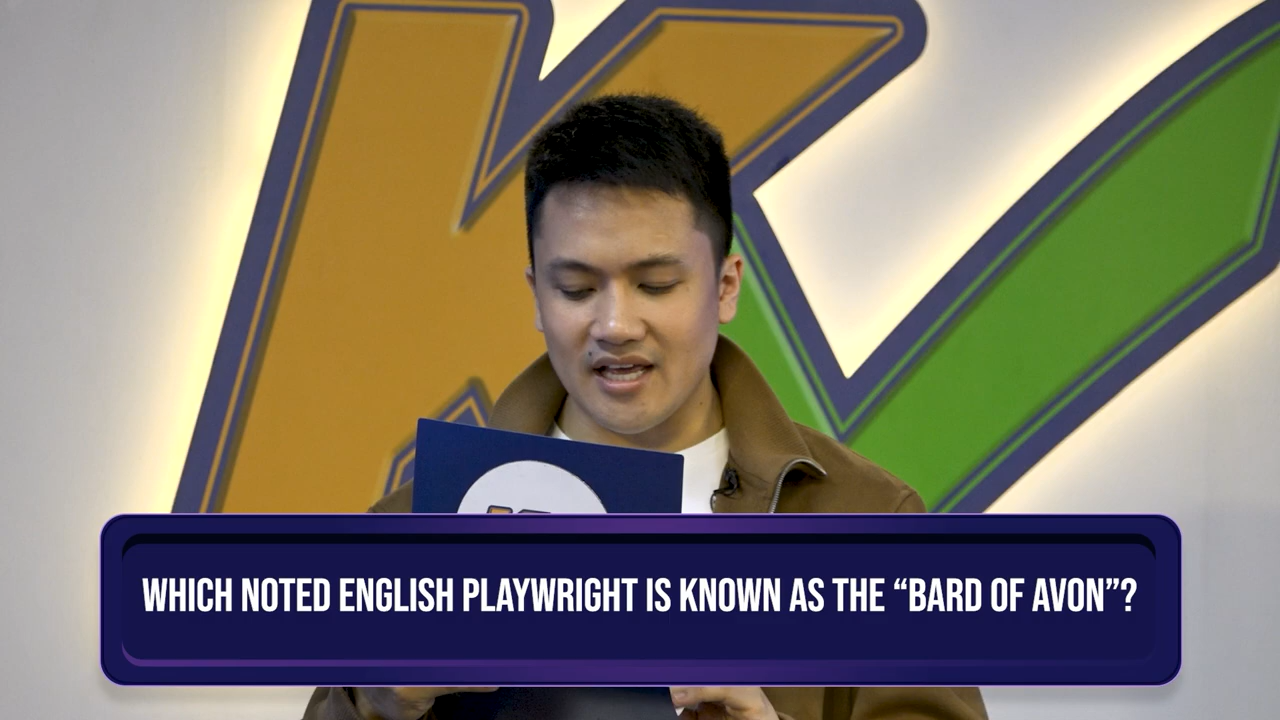 WHICH NOTED ENGLISH PLAYWRIGHT IS KNOWN AS THE “BARD OF AVON”?